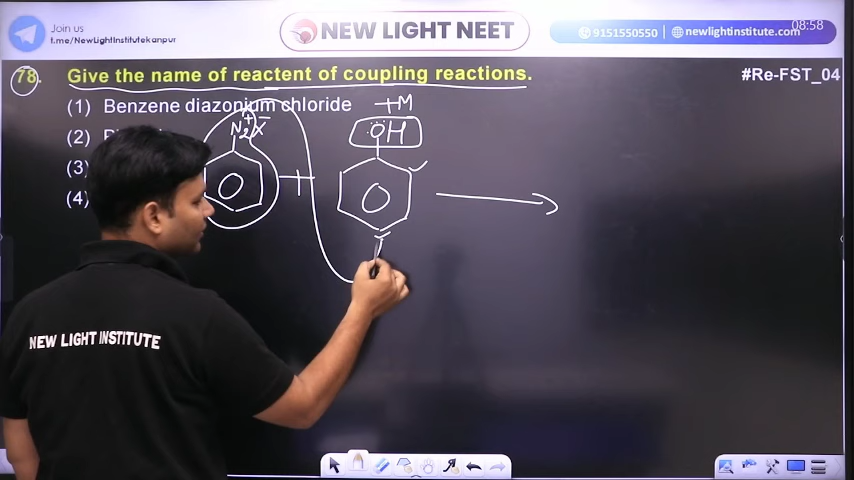 Join us
t.me/NewLightInstitutekanpur
NEW LIGHT NEET
9151550550 | newlightinstitute.com
08:58
78. Give the name of reactent of coupling reactions.
#Re-FST_04
(1) Benzene diazonium chloride
+M
N2+ X-
OH
(2)
(3)
(4)
+
NEW LIGHT INSTITUTE